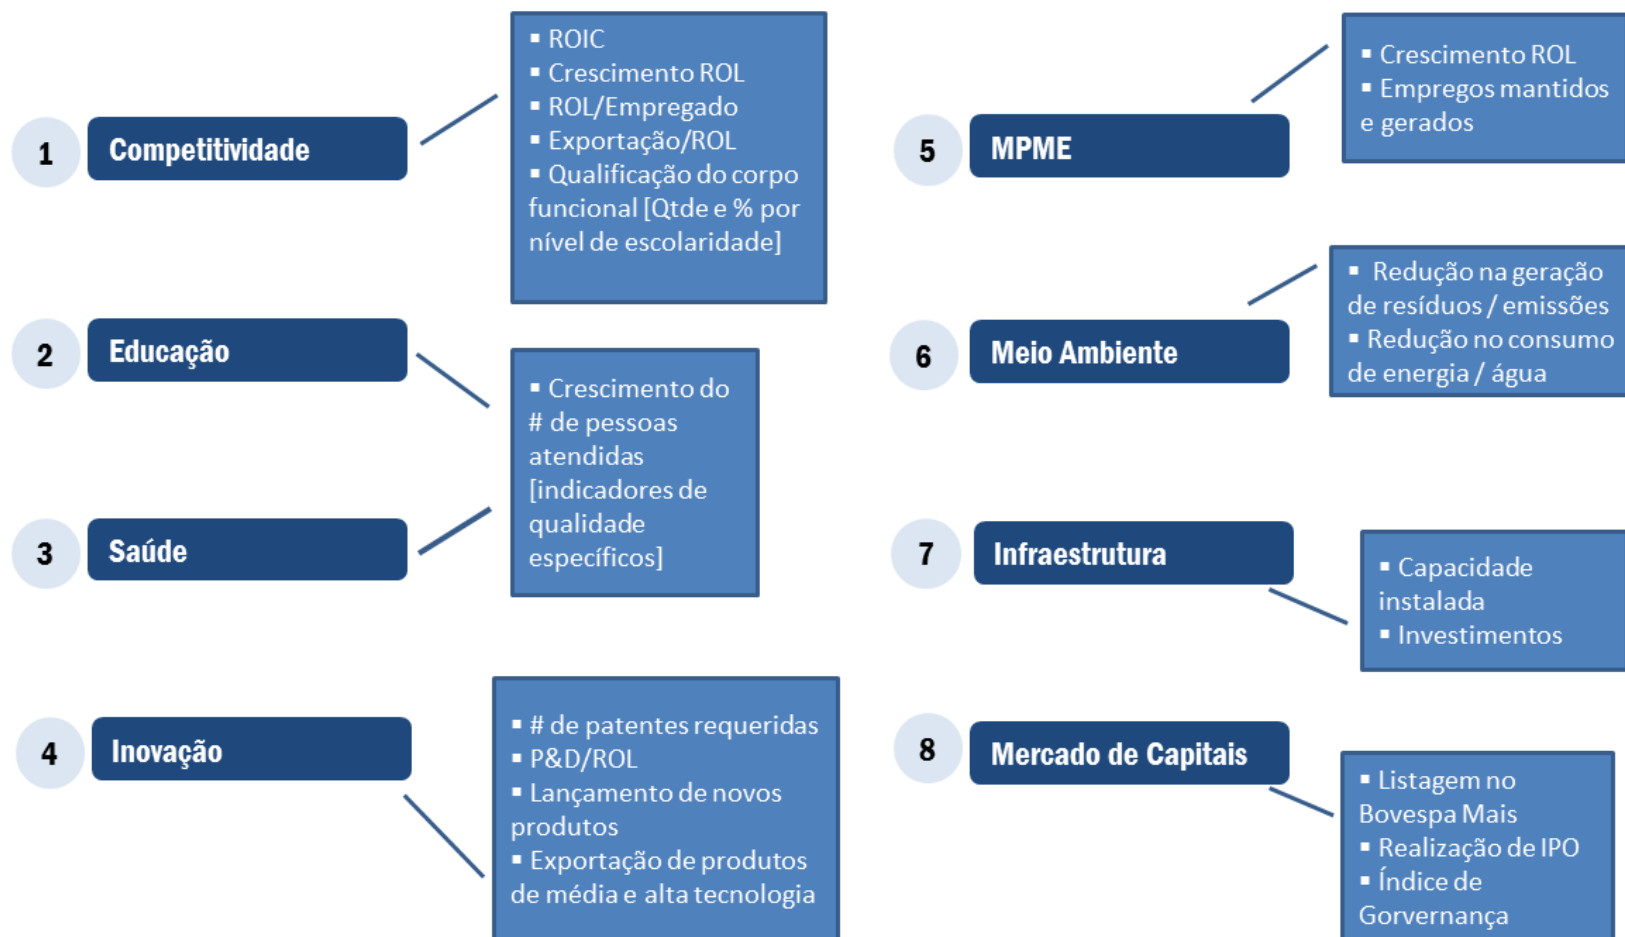 1
Competitividade
▪ ROIC
▪ Crescimento ROL
▪ ROL/Empregado
▪ Exportação/ROL
▪ Qualificação do corpo
funcional [Qtde e % por
nível de escolaridade]
2
Educação
▪ Crescimento do
# de pessoas
atendidas
[indicadores de
qualidade
específicos]
3
Saúde
4
Inovação
▪ # de patentes requeridas
▪ P&D/ROL
▪ Lançamento de novos
produtos
▪ Exportação de produtos
de média e alta tecnologia
5
MPME
▪ Crescimento ROL
▪ Empregos mantidos
e gerados
6
Meio Ambiente
▪ Redução na geração
de resíduos / emissões
▪ Redução no consumo
de energia / água
7
Infraestrutura
▪ Capacidade
instalada
▪ Investimentos
8
Mercado de Capitais
▪ Listagem no
Bovespa Mais
▪ Realização de IPO
▪ Índice de
Gorvernança